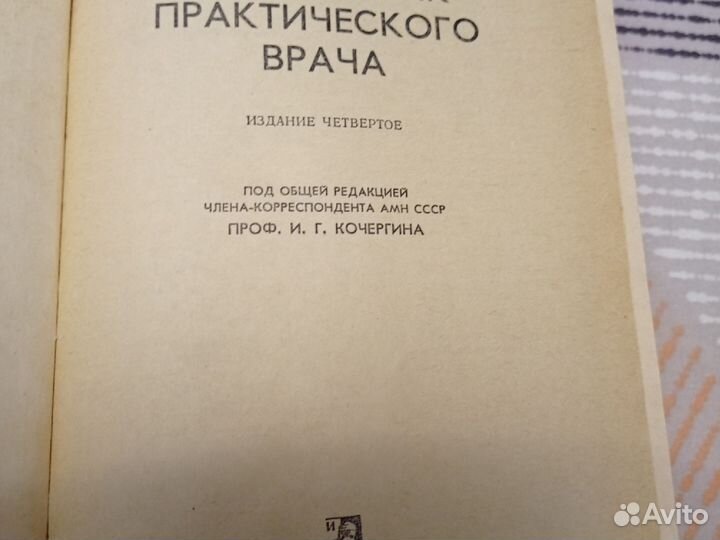 ПРАКТИЧЕСКОГО
ВРАЧА
ИЗДАНИЕ ЧЕТВЕРТОЕ
ПОД ОБЩЕЙ РЕДАКЦИЕЙ
ЧЛЕНА-КОРРЕСПОНДЕНТА АМН СССР
ПРОФ. И. Г. КОЧЕРГИНА
И
Avito